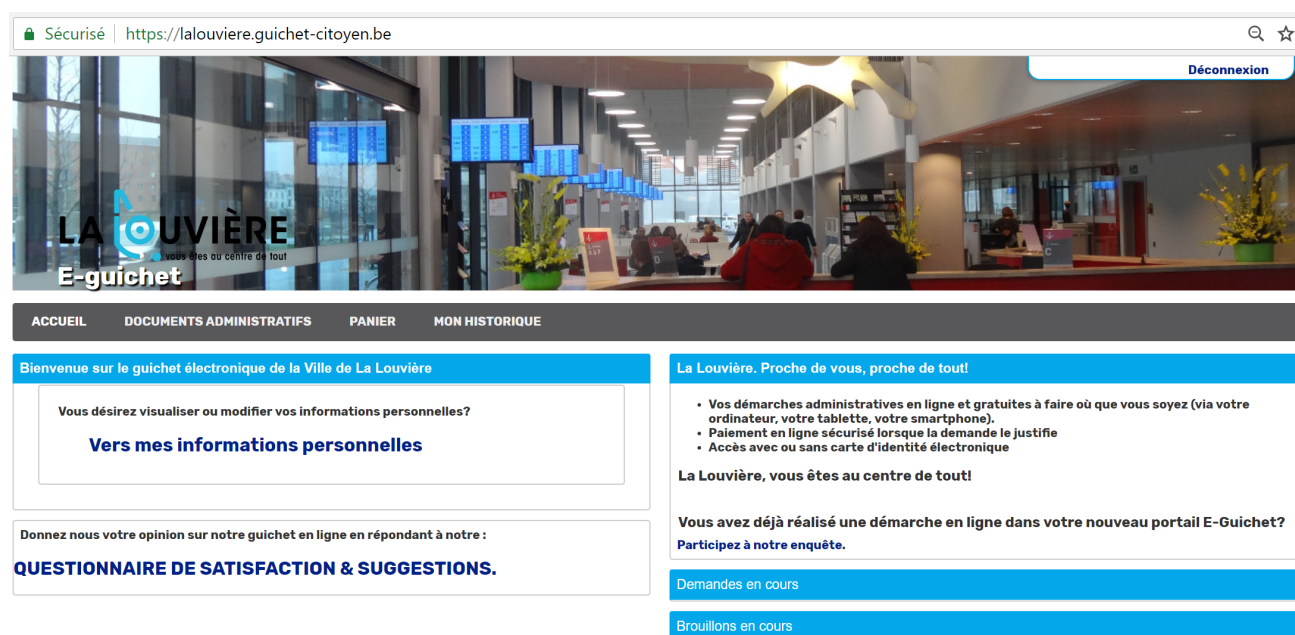 Sécurisé | https://lalouviere.guichet-citoyen.be
Déconnexion
LA LOUVIÈRE
vous êtes au centre de tout
E-guichet
ACCUEIL DOCUMENTS ADMINISTRATIFS PANIER MON HISTORIQUE
Bienvenue sur le guichet électronique de la Ville de La Louvière
Vous désirez visualiser ou modifier vos informations personnelles?
Vers mes informations personnelles
Donnez nous votre opinion sur notre guichet en ligne en répondant à notre :
QUESTIONNAIRE DE SATISFACTION & SUGGESTIONS.
La Louvière. Proche de vous, proche de tout!
• Vos démarches administratives en ligne et gratuites à faire où que vous soyez (via votre
ordinateur, votre tablette, votre smartphone).
• Paiement en ligne sécurisé lorsque la demande le justifie
• Accès avec ou sans carte d'identité électronique
La Louvière, vous êtes au centre de tout!
Vous avez déjà réalisé une démarche en ligne dans votre nouveau portail E-Guichet?
Participez à notre enquête.
Demandes en cours
Brouillons en cours